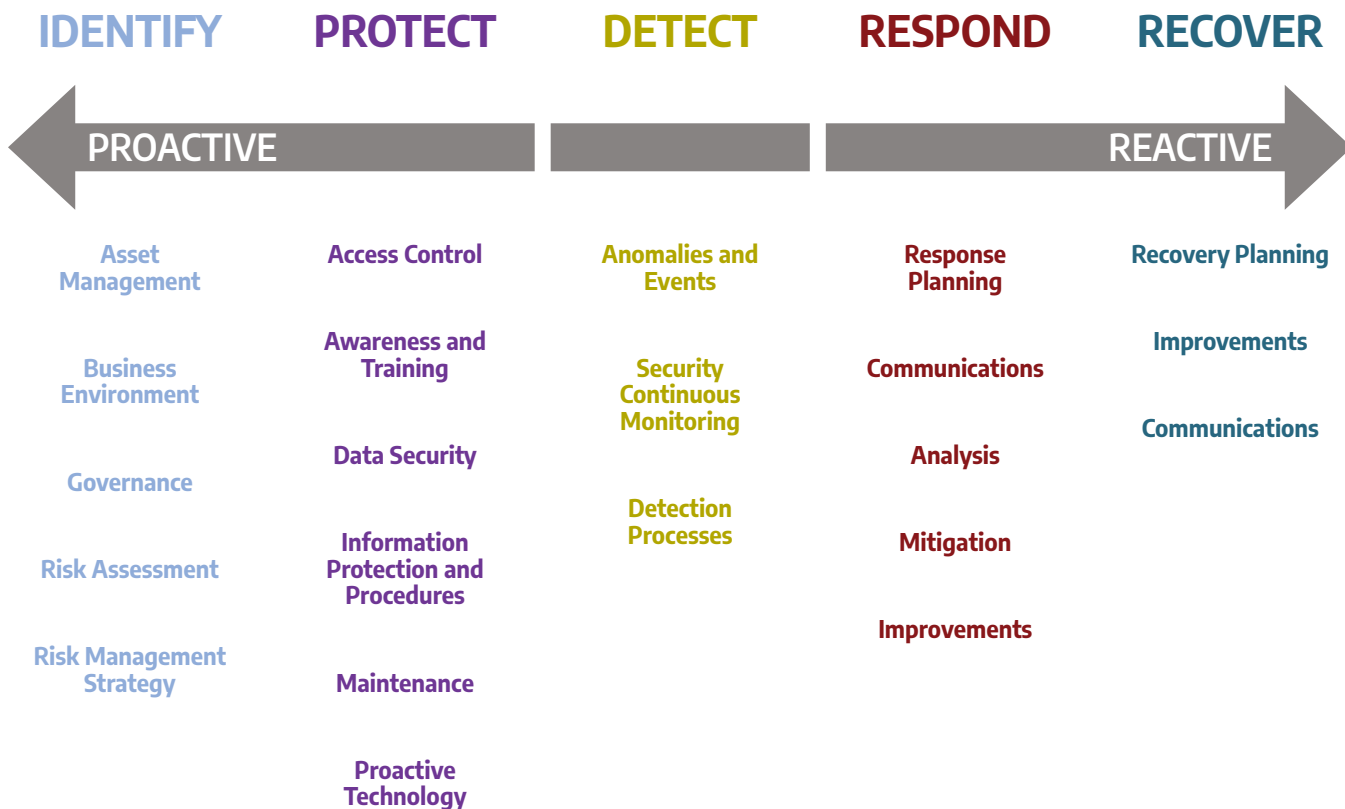 IDENTIFY
PROTECT
DETECT
RESPOND
RECOVER
PROACTIVE
REACTIVE
Asset
Management
Business
Environment
Governance
Risk Assessment
Risk Management
Strategy
Access Control
Awareness and
Training
Data Security
Information
Protection and
Procedures
Maintenance
Proactive
Technology
Anomalies and
Events
Security
Continuous
Monitoring
Detection
Processes
Response
Planning
Communications
Analysis
Mitigation
Improvements
Recovery Planning
Improvements
Communications